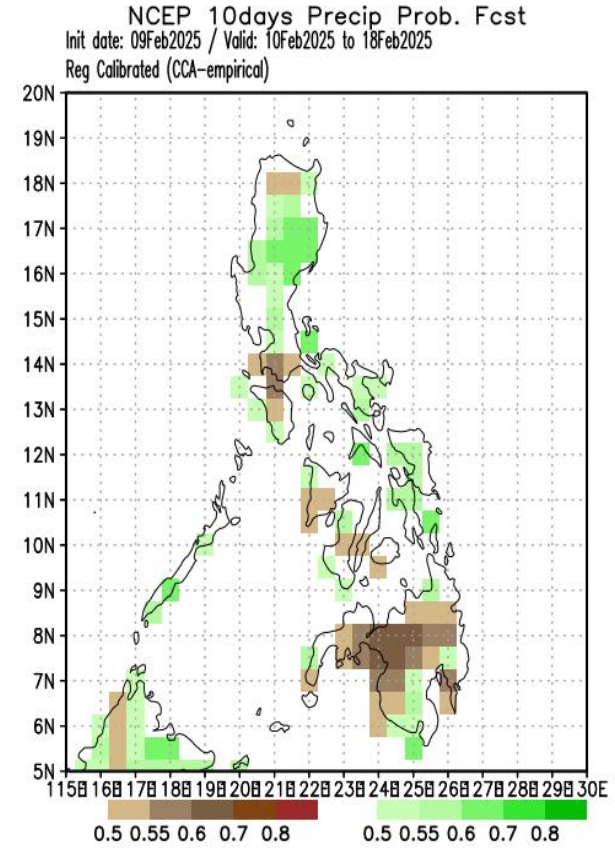 NCEP 10days Precip Prob. Fcst
Init date: 09Feb2025 / Valid: 10Feb2025 to 18Feb2025
Reg Calibrated (CCA-empirical)
20N
19N
18N
17N
16N
15N
14N
13N
12N
11N
10N
9N
8N
7N
6N
5N
115E 116E 117E 118E 119E 120E 121E 122E 123E 124E 125E 126E 127E 128E 129E 130E
0.5 0.55 0.6 0.7 0.8 0.5 0.55 0.6 0.7 0.8